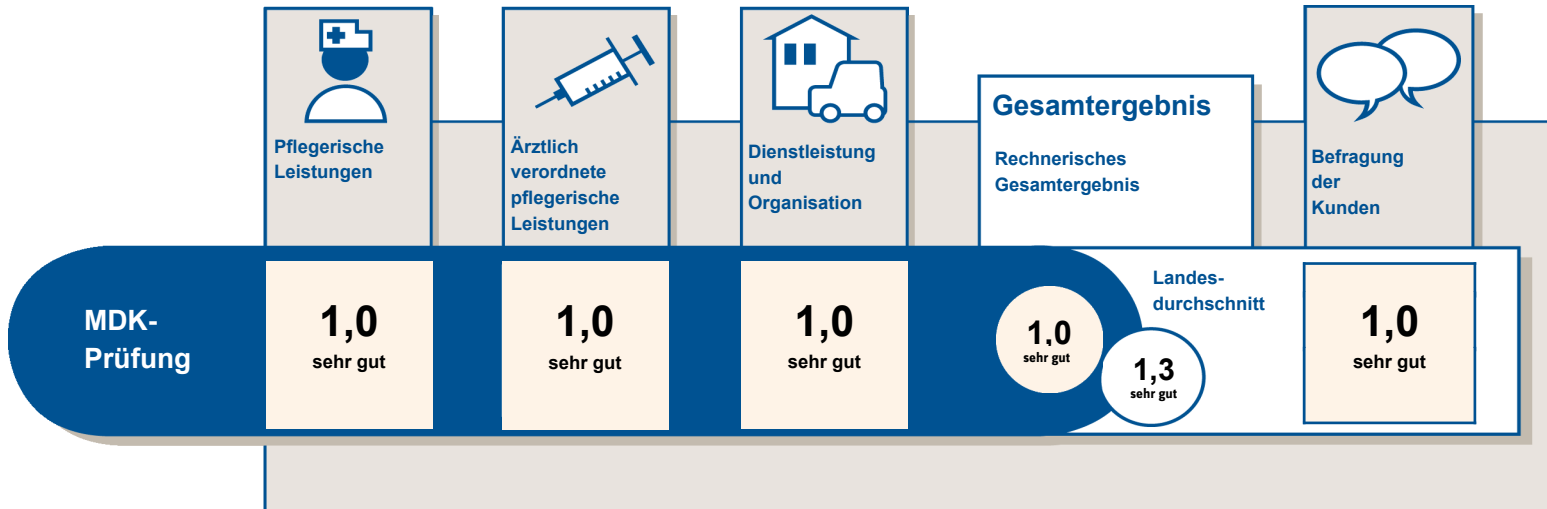 Pflegerische
Leistungen
Ärztlich
verordnete
pflegerische
Leistungen
Dienstleistung
und
Organisation
Gesamtergebnis
Rechnerisches
Gesamtergebnis
Befragung
der
Kunden
MDK-
Prüfung
1,0
sehr gut
1,0
sehr gut
1,0
sehr gut
1,0
sehr gut
Landes-
durchschnitt
1,3
sehr gut
1,0
sehr gut